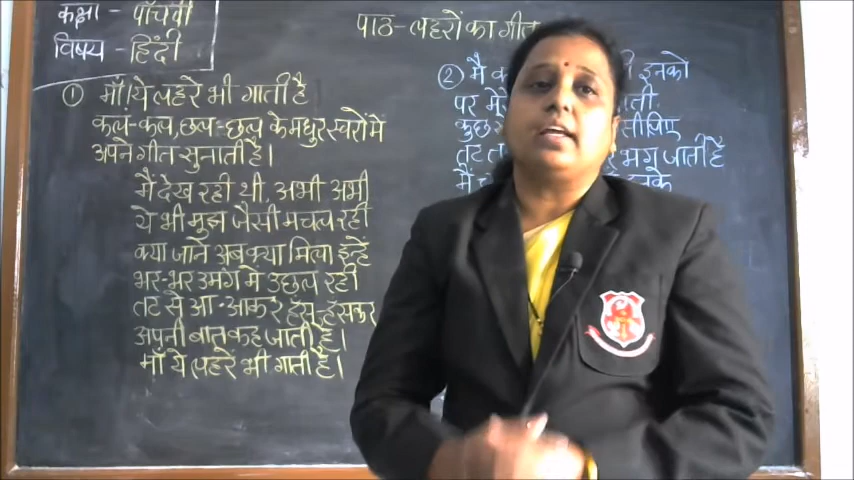 कक्षा - पाँचवी
विषय - हिंदी
पाठ - लहरों का गीत
① माँ! ये लहरे भी गाती है
कल-कल, छल-छल के मधुर स्वरों में
अपने गीत सुनाती है।
मैं देख रही थी, अभी अभी
ये भी मुझ जैसी मचल रही
क्या जाने अब क्या मिला इन्हें
भर-भर उमंग में उछल रही
तट से आ-आकर हँस-हँसकर
अपनी बात कह जाती हैं।
माँ ये लहरें भी गाती हैं।
② मैं इनको
पर
कुछ लिए
तट भग जाती है
मैं इनके